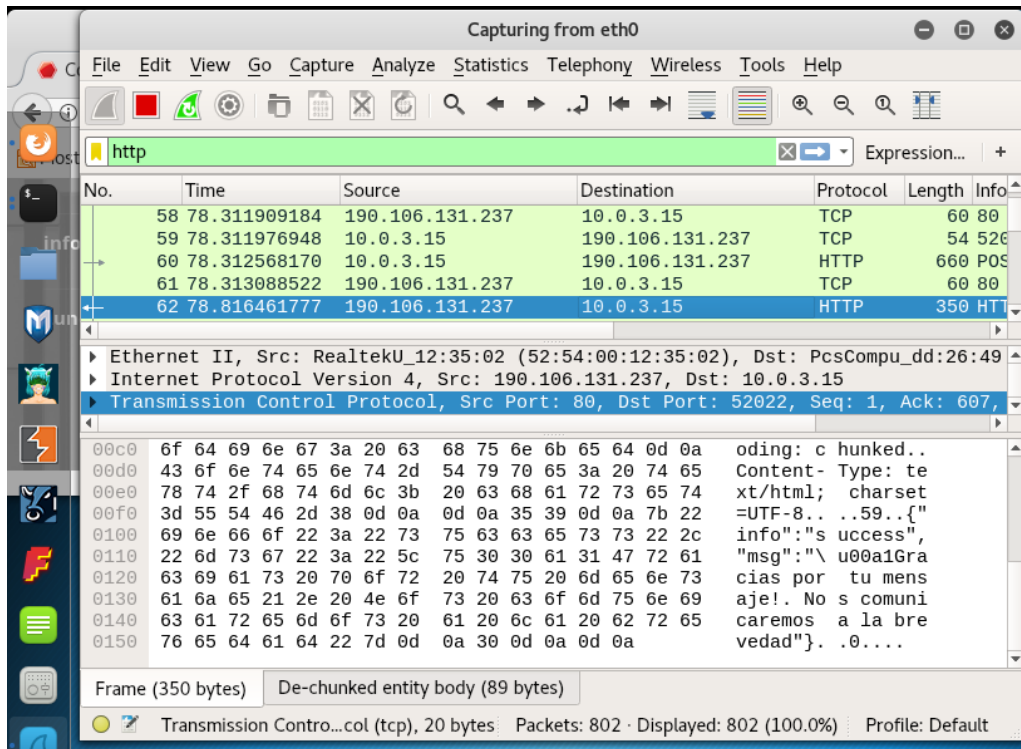 Capturing from eth0
File Edit View Go Capture Analyze Statistics Telephony Wireless Tools Help
http Expression... +
No. Time Source Destination Protocol Length Info
58 78.311909184 190.106.131.237 10.0.3.15 TCP 60 80
59 78.311976948 10.0.3.15 190.106.131.237 TCP 54 520
60 78.312568170 10.0.3.15 190.106.131.237 HTTP 660 POS
61 78.313088522 190.106.131.237 10.0.3.15 TCP 60 80
62 78.816461777 190.106.131.237 10.0.3.15 HTTP 350 HTT
Ethernet II, Src: RealtekU_12:35:02 (52:54:00:12:35:02), Dst: PcsCompu_dd:26:49
Internet Protocol Version 4, Src: 190.106.131.237, Dst: 10.0.3.15
Transmission Control Protocol, Src Port: 80, Dst Port: 52022, Seq: 1, Ack: 607,
00c0 6f 64 69 6e 67 3a 20 63 68 75 6e 6b 65 64 0d 0a oding: c hunked..
00d0 43 6f 6e 74 65 6e 74 2d 54 79 70 65 3a 20 74 65 Content- Type: te
00e0 78 74 2f 68 74 6d 6c 3b 20 63 68 61 72 73 65 74 xt/html; charset
00f0 3d 55 54 46 2d 38 0d 0a 0d 0a 35 39 0d 0a 7b 22 =UTF-8.. ..59..{"
0100 69 6e 66 6f 22 3a 22 73 75 63 63 65 73 73 22 2c info":"s uccess",
0110 22 6d 73 67 22 3a 22 5c 75 30 30 61 31 47 72 61 "msg":"\ u00a1Gra
0120 63 69 61 73 20 70 6f 72 20 74 75 20 6d 65 6e 73 cias por tu mens
0130 61 6a 65 21 2e 20 4e 6f 73 20 63 6f 6d 75 6e 69 aje!. No s comuni
0140 63 61 72 65 6d 6f 73 20 61 20 6c 61 20 62 72 65 caremos a la bre
0150 76 65 64 61 64 22 7d 0d 0a 30 0d 0a 0d 0a vedad"}. .0....
Frame (350 bytes) De-chunked entity body (89 bytes)
Transmission Contro...col (tcp), 20 bytes Packets: 802 · Displayed: 802 (100.0%) Profile: Default